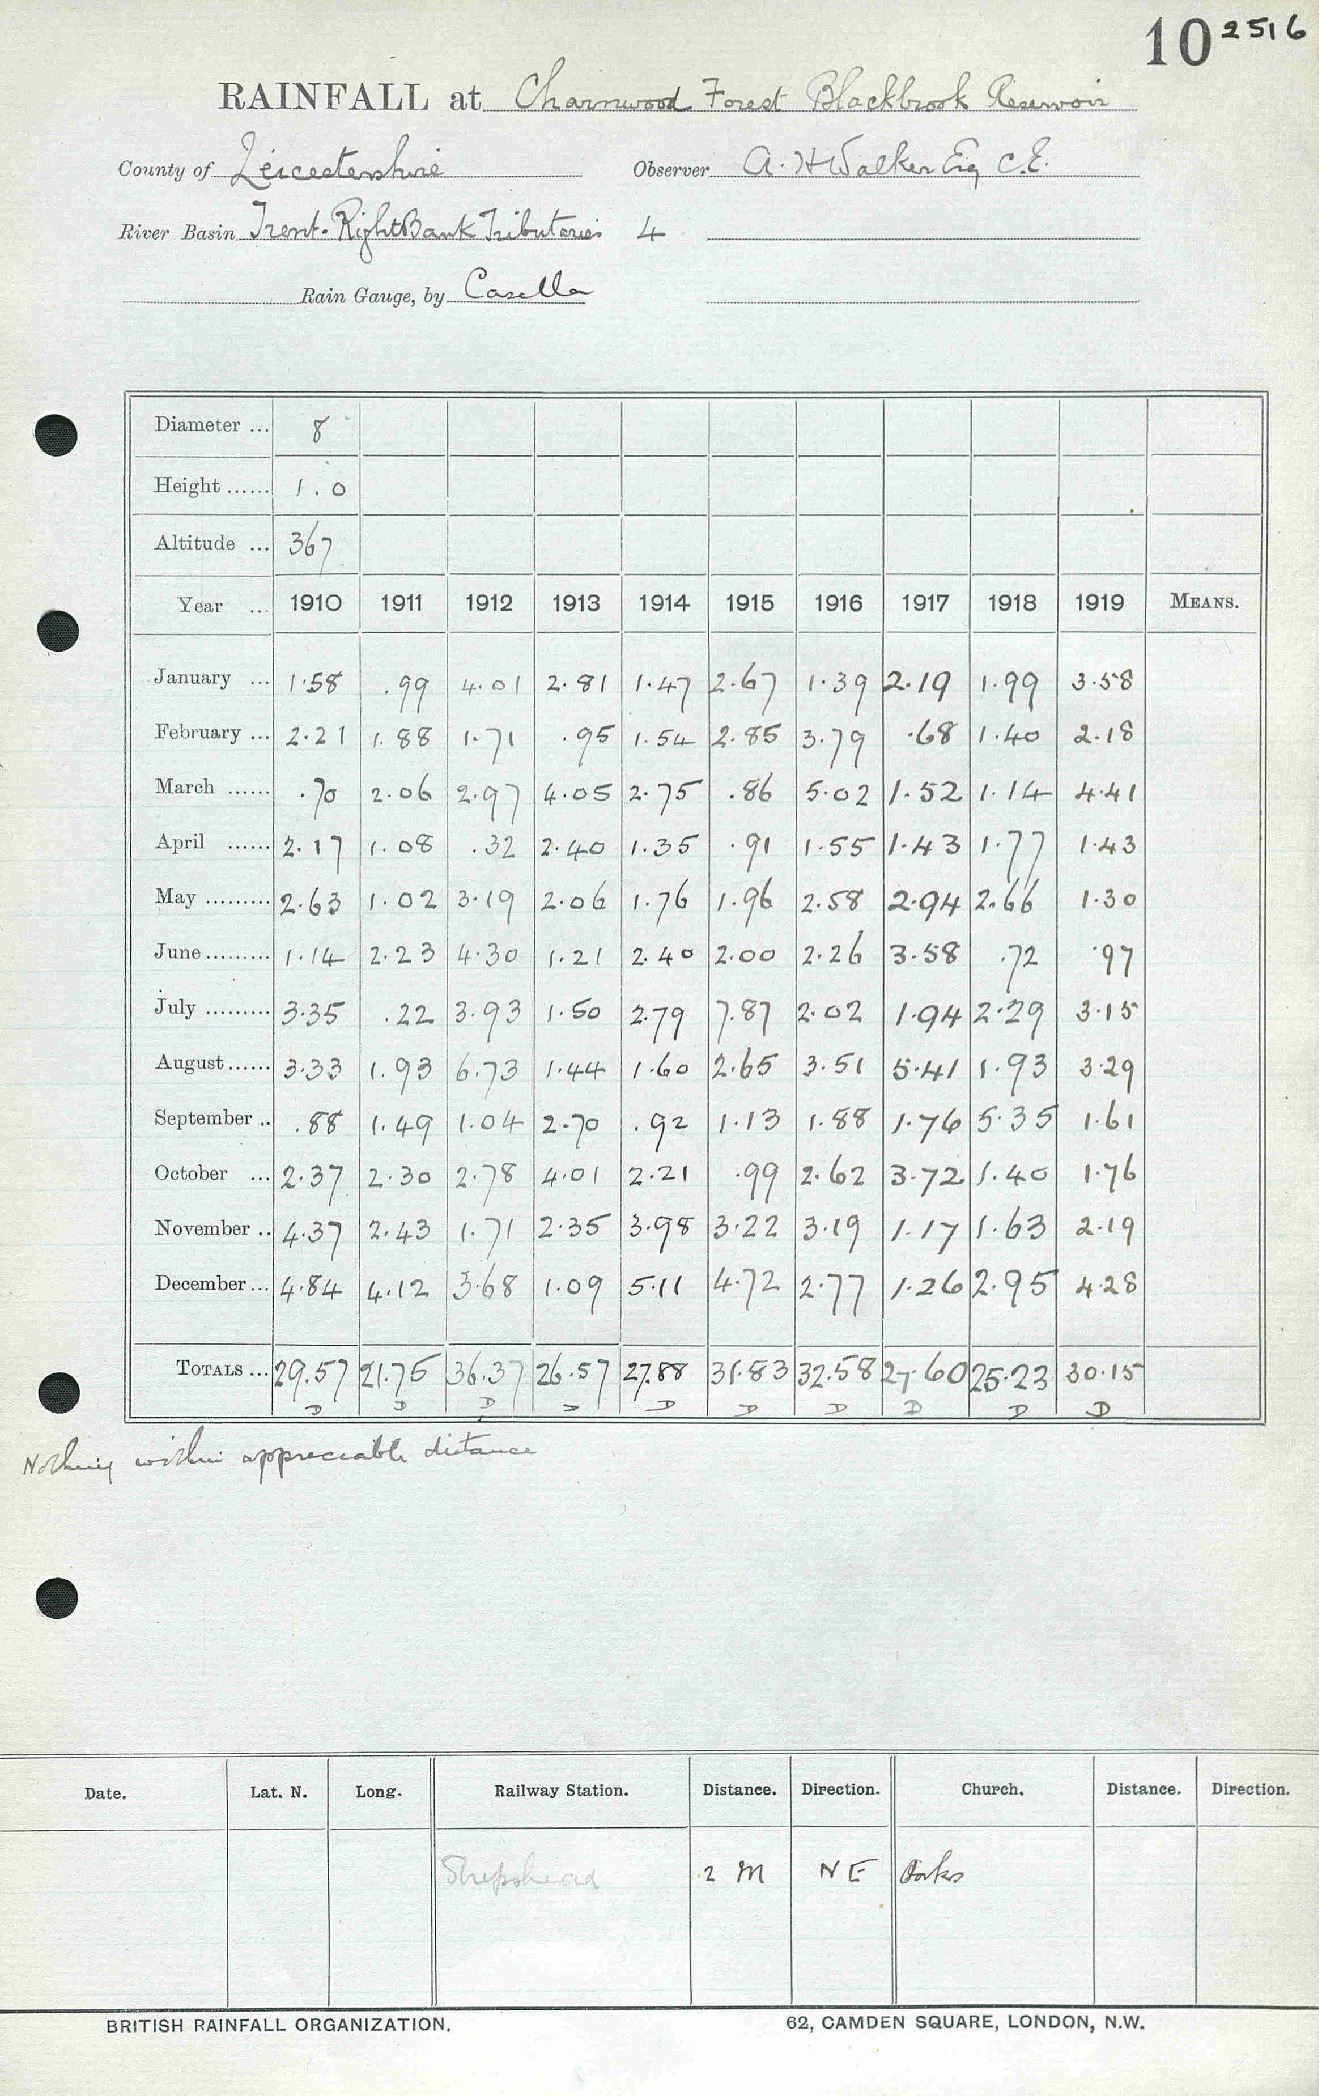 10 2516
RAINFALL at Charnwood Forest Blackbrook Reservoir
County of Leicestershire Observer A. H Walker Esq C.E.
River Basin Trent-Right Bank Tributaries 4
Rain Gauge, by Casella
Diameter ... 8
Height ...... 1.0
Altitude ... 367
Year ... 1910 1911 1912 1913 1914 1915 1916 1917 1918 1919 MEANS.
January ... 1.58 .99 4.01 2.81 1.47 2.67 1.39 2.19 1.99 3.58
February ... 2.21 1.88 1.71 .95 1.54 2.85 3.79 .68 1.40 2.18
March ...... .70 2.06 2.97 4.05 2.75 .86 5.02 1.52 1.14 4.41
April ...... 2.17 1.08 .32 2.40 1.35 .91 1.55 1.43 1.77 1.43
May ......... 2.63 1.02 3.19 2.06 1.76 1.96 2.58 2.94 2.66 1.30
June ......... 1.14 2.23 4.30 1.21 2.40 2.00 2.26 3.58 .72 .97
July ......... 3.35 .22 3.93 1.50 2.79 7.87 2.02 1.94 2.29 3.15
August...... 3.33 1.93 6.73 1.44 1.60 2.65 3.51 5.41 1.93 3.29
September .. .88 1.49 1.04 2.70 .92 1.13 1.88 1.76 5.35 1.61
October ... 2.37 2.30 2.78 4.01 2.21 .99 2.62 3.72 1.40 1.76
November .. 4.37 2.43 1.71 2.35 3.98 3.22 3.19 1.17 1.63 2.19
December... 4.84 4.12 3.68 1.09 5.11 4.72 2.77 1.26 2.95 4.28
TOTALS ... 29.57 21.75 36.37 26.57 27.88 31.83 32.58 27.60 25.23 30.15
D D D D D D D D D D
Nothing within appreciable distance
Date. Lat. N. Long. Railway Station. Distance. Direction. Church. Distance. Direction.
Shepshead 2 M NE Oaks
BRITISH RAINFALL ORGANIZATION. 62, CAMDEN SQUARE, LONDON, N.W.